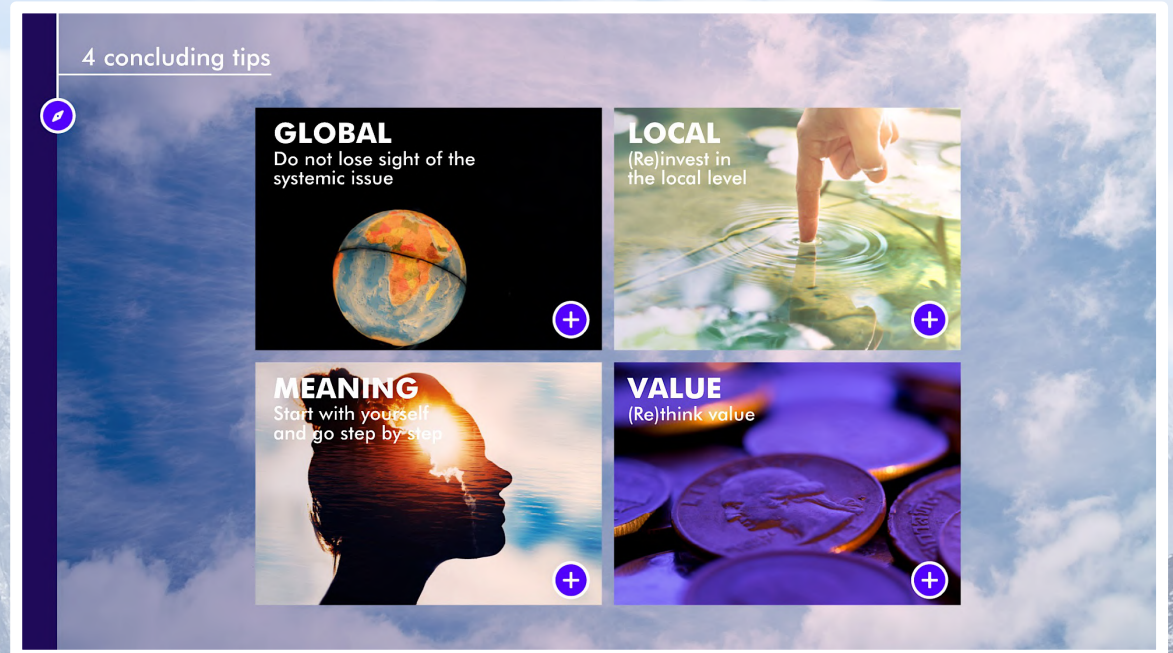 4 concluding tips
GLOBAL
Do not lose sight of the
systemic issue
LOCAL
(Re)invest in
the local level
MEANING
Start with yourself
and go step by step
VALUE
(Re)think value